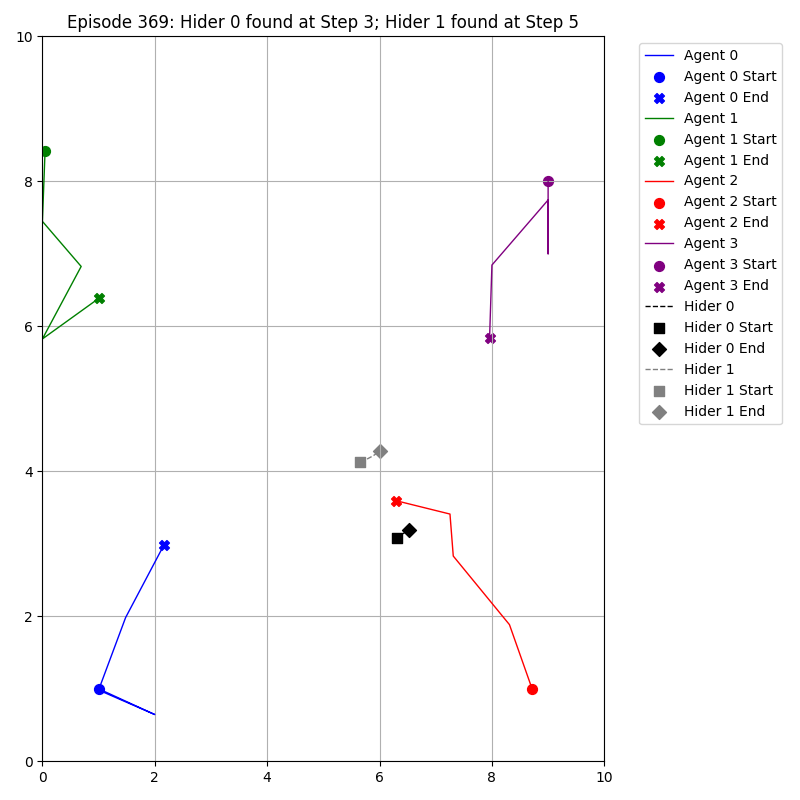 Episode 369: Hider 0 found at Step 3; Hider 1 found at Step 5
10
8
6
4
2
0
0
2
4
6
8
10
Agent 0
Agent 0 Start
Agent 0 End
Agent 1
Agent 1 Start
Agent 1 End
Agent 2
Agent 2 Start
Agent 2 End
Agent 3
Agent 3 Start
Agent 3 End
Hider 0
Hider 0 Start
Hider 0 End
Hider 1
Hider 1 Start
Hider 1 End